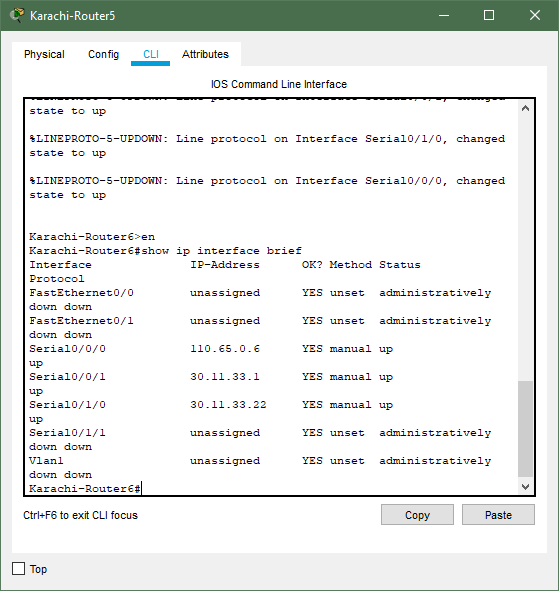 Karachi-Router5
Physical Config CLI Attributes
IOS Command Line Interface
state to up
%LINEPROTO-5-UPDOWN: Line protocol on Interface Serial0/1/0, changed
state to up
%LINEPROTO-5-UPDOWN: Line protocol on Interface Serial0/0/0, changed
state to up
Karachi-Router6>en
Karachi-Router6#show ip interface brief
Interface IP-Address OK? Method Status
Protocol
FastEthernet0/0 unassigned YES unset administratively
down down
FastEthernet0/1 unassigned YES unset administratively
down down
Serial0/0/0 110.65.0.6 YES manual up
up
Serial0/0/1 30.11.33.1 YES manual up
up
Serial0/1/0 30.11.33.22 YES manual up
up
Serial0/1/1 unassigned YES unset administratively
down down
Vlan1 unassigned YES unset administratively
down down
Karachi-Router6#
Ctrl+F6 to exit CLI focus Copy Paste
Top